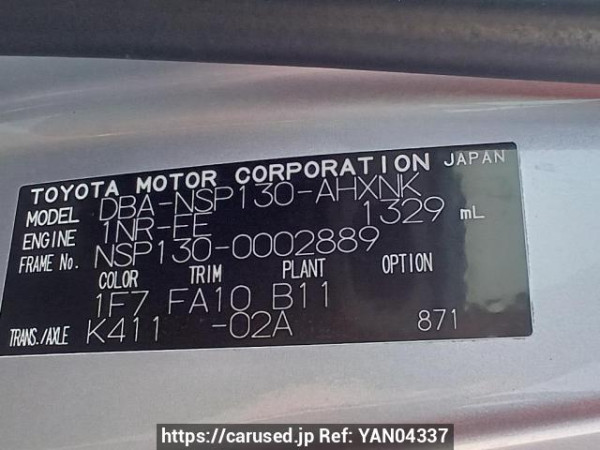 TOYOTA MOTOR CORPORATION JAPAN
MODEL DBA-NSP130-AHXNK
ENGINE 1NR-FE 1329 mL
FRAME No. NSP130-0002889
COLOR TRIM PLANT OPTION
1F7 FA10 B11
TRANS./AXLE K411 -02A 871
https://carused.jp Ref: YAN04337